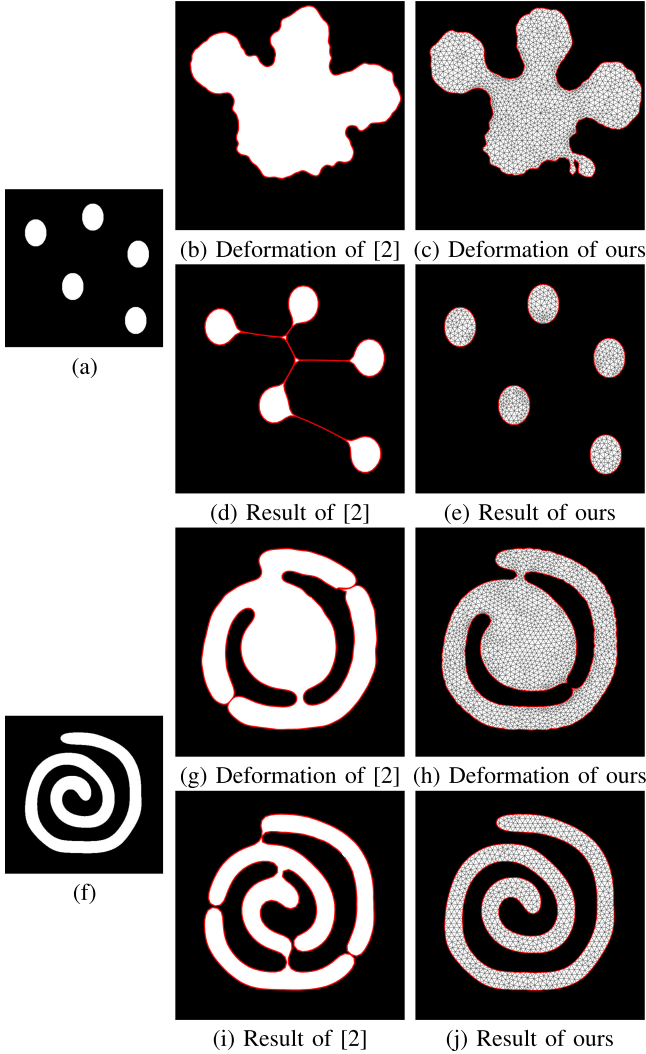 (b) Deformation of [2]
(c) Deformation of ours
(a)
(d) Result of [2]
(e) Result of ours
(g) Deformation of [2]
(h) Deformation of ours
(f)
(i) Result of [2]
(j) Result of ours